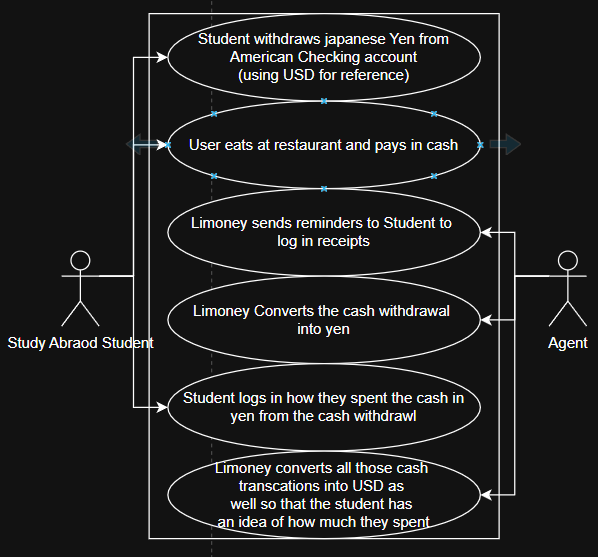 Student withdraws japanese Yen from
American Checking account
(using USD for reference)
User eats at restaurant and pays in cash
Limoney sends reminders to Student to
log in receipts
Limoney Converts the cash withdrawal
into yen
Study Abraod Student
Agent
Student logs in how they spent the cash in
yen from the cash withdrawl
Limoney converts all those cash
transcations into USD as
well so that the student has
an idea of how much they spent